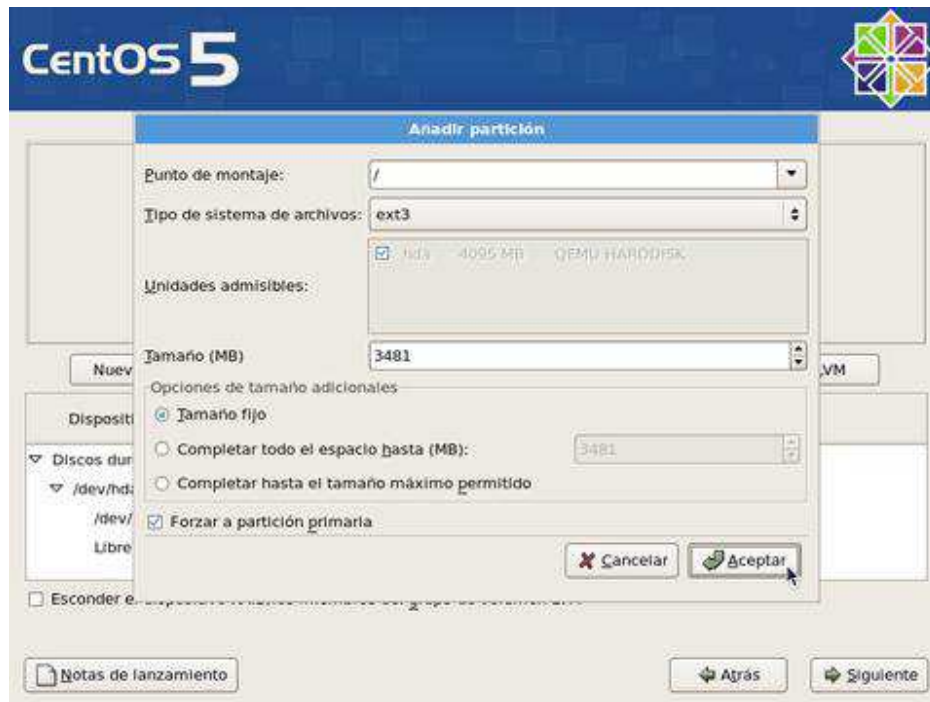 CentOS 5
Añadir partición
Punto de montaje: /
Tipo de sistema de archivos: ext3
hda 4095 MB QEMU HARDDISK
Unidades admisibles:
Tamaño (MB) 3481
Nuev
VM
Opciones de tamaño adicionales
Disposit
Tamaño fijo
Completar todo el espacio hasta (MB): 3481
Discos dur
Completar hasta el tamaño máximo permitido
/dev/hda
/dev/
Forzar a partición primaria
Libre
Cancelar
Aceptar
Esconder e
Notas de lanzamiento
Atrás
Siguiente